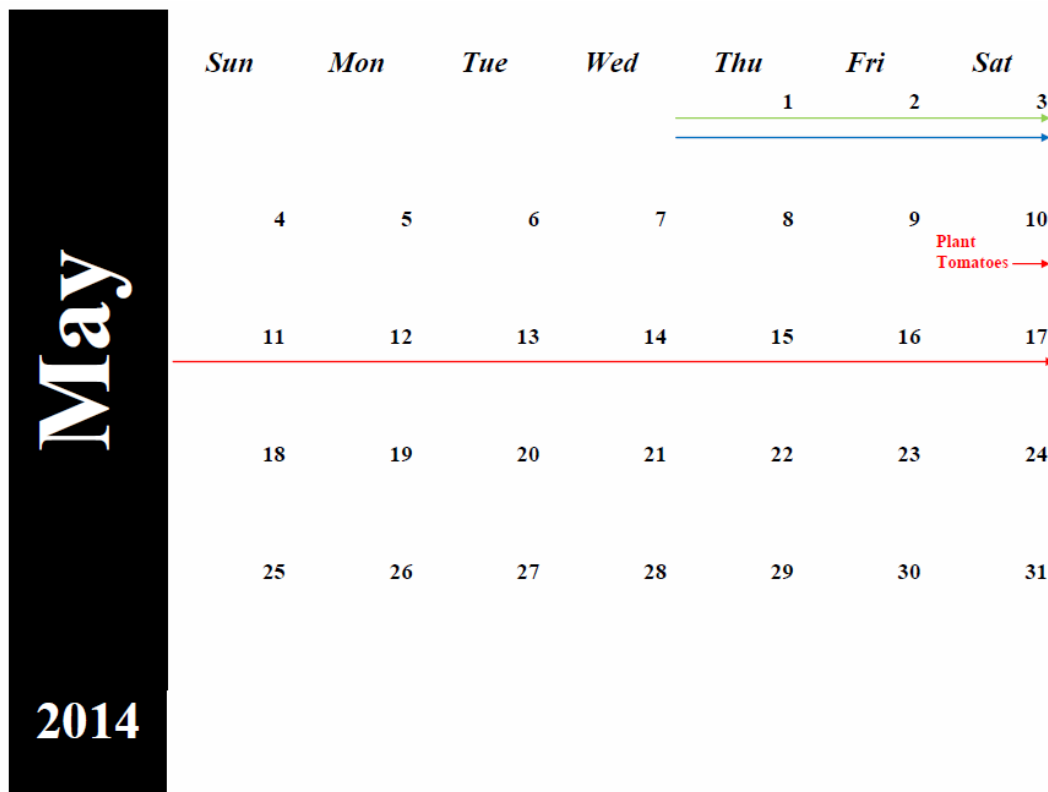 May
2014
Sun Mon Tue Wed Thu Fri Sat
1 2 3
4 5 6 7 8 9 10
Plant
Tomatoes
11 12 13 14 15 16 17
18 19 20 21 22 23 24
25 26 27 28 29 30 31